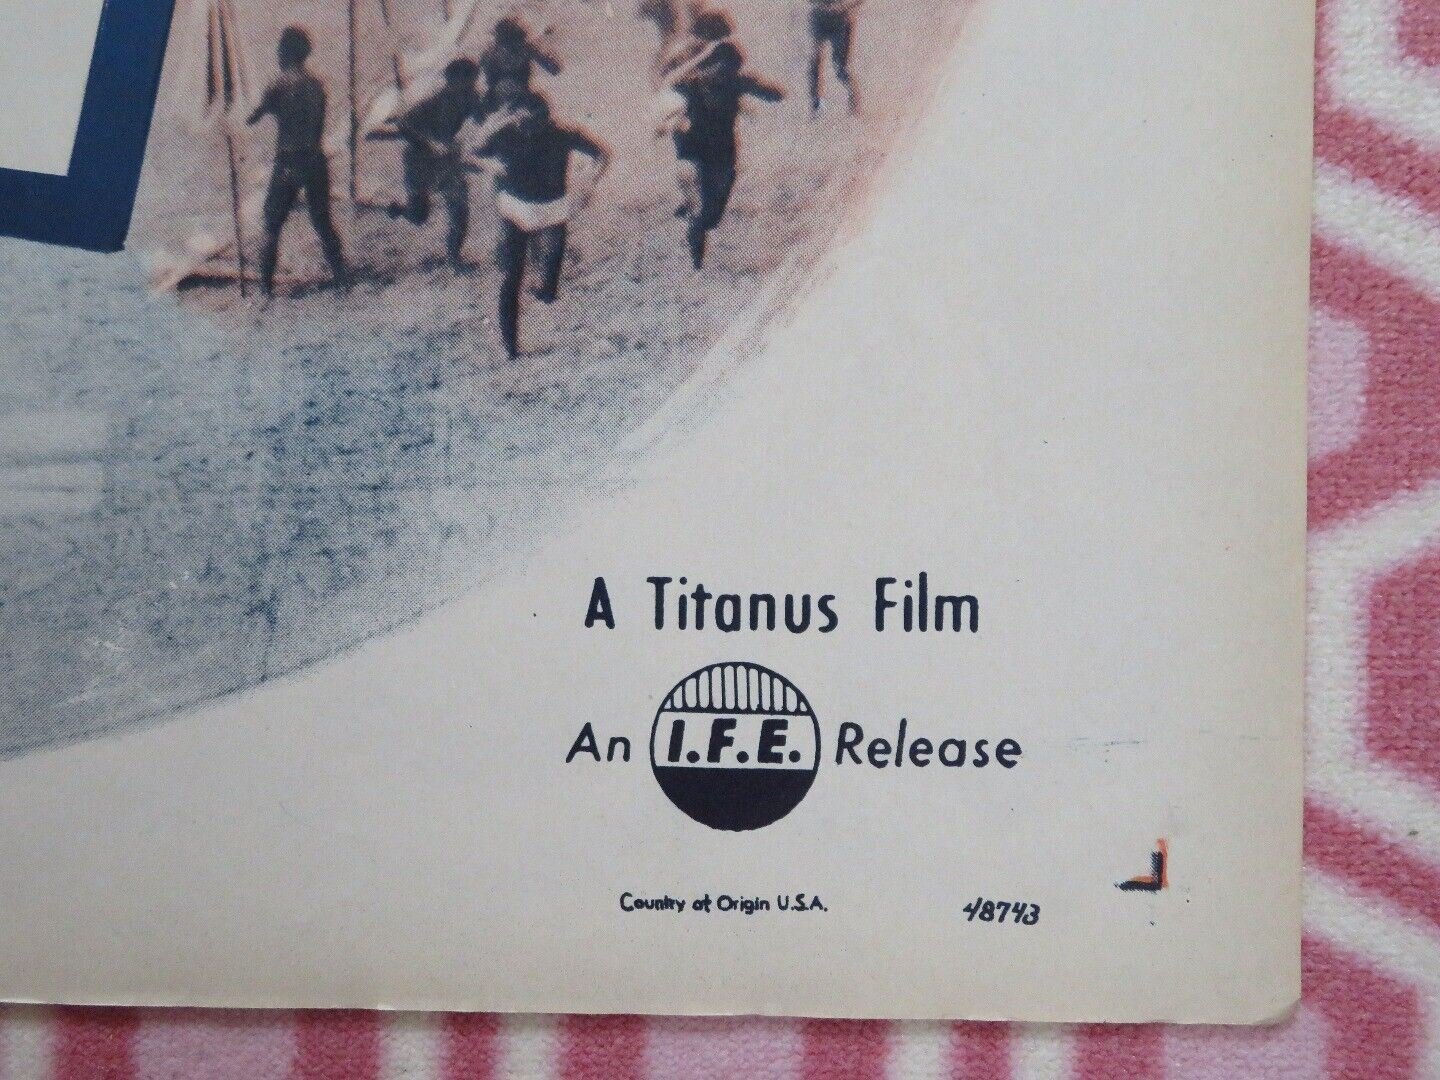 A Titanus Film
An I.F.E. Release
Country of Origin U.S.A.
48743